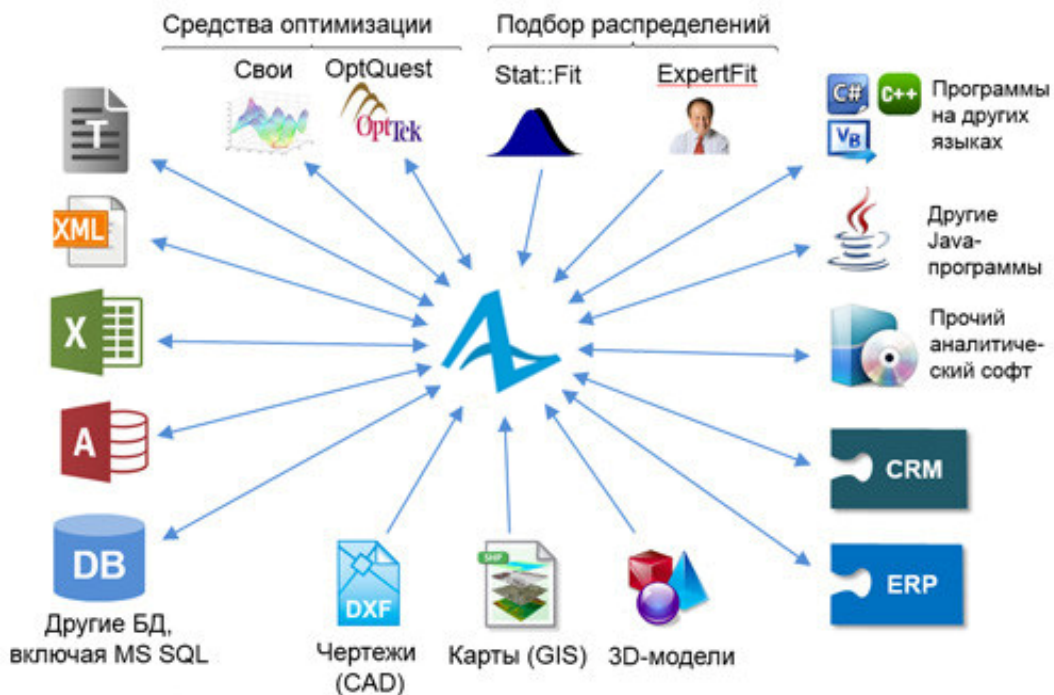 Средства оптимизации
Подбор распределений
Свои
OptQuest
OptTek
Stat::Fit
ExpertFit
T
XML
X
A
DB
Другие БД,
включая MS SQL
DXF
Чертежи
(CAD)
SHP
Карты (GIS)
3D-модели
C#
C++
VB
Программы
на других
языках
Другие
Java-
программы
Прочий
аналитиче-
ский софт
CRM
ERP